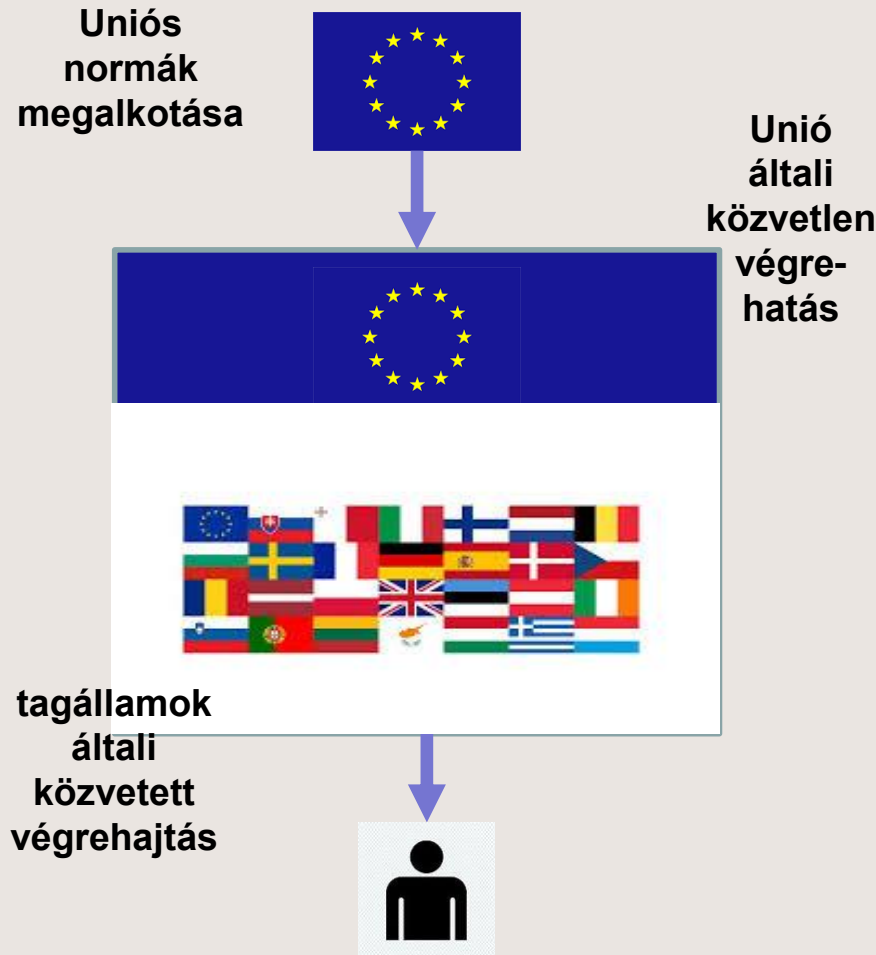 Uniós
normák
megalkotása
Unió
általi
közvetlen
végre-
hatás
tagállamok
általi
közvetett
végrehajtás